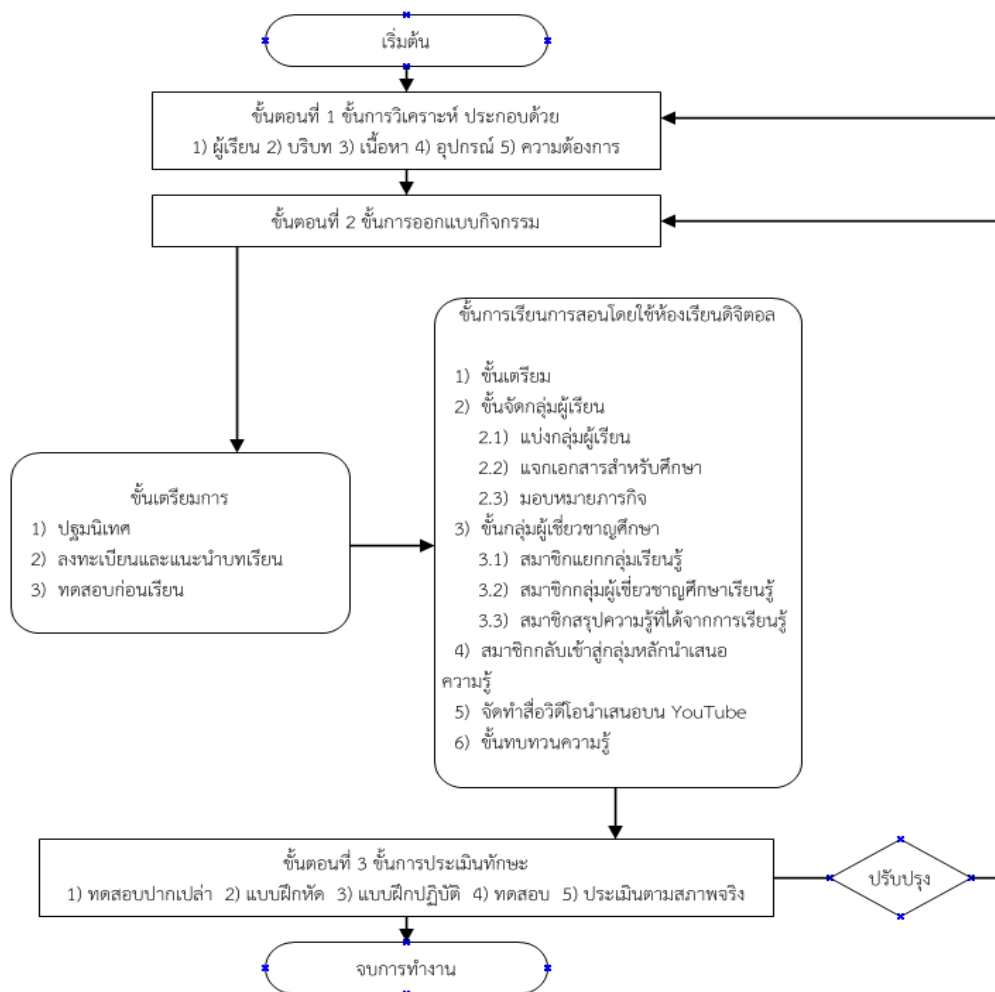 เริ่มต้น
ขั้นตอนที่ 1 ขั้นการวิเคราะห์ ประกอบด้วย
1) ผู้เรียน 2) บริบท 3) เนื้อหา 4) อุปกรณ์ 5) ความต้องการ
ขั้นตอนที่ 2 ขั้นการออกแบบกิจกรรม
ขั้นเตรียมการ
1) ปฐมนิเทศ
2) ลงทะเบียนและแนะนำบทเรียน
3) ทดสอบก่อนเรียน
ขั้นการเรียนการสอนโดยใช้ห้องเรียนดิจิตอล
1) ขั้นเตรียม
2) ขั้นจัดกลุ่มผู้เรียน
2.1) แบ่งกลุ่มผู้เรียน
2.2) แจกเอกสารสำหรับศึกษา
2.3) มอบหมายภารกิจ
3) ขั้นกลุ่มผู้เชี่ยวชาญศึกษา
3.1) สมาชิกแยกกลุ่มเรียนรู้
3.2) สมาชิกกลุ่มผู้เชี่ยวชาญศึกษาเรียนรู้
3.3) สมาชิกสรุปความรู้ที่ได้จากการเรียนรู้
4) สมาชิกกลับเข้าสู่กลุ่มหลักนำเสนอ
ความรู้
5) จัดทำสื่อวิดีโอนำเสนอบน YouTube
6) ขั้นทบทวนความรู้
ขั้นตอนที่ 3 ขั้นการประเมินทักษะ
1) ทดสอบปากเปล่า 2) แบบฝึกหัด 3) แบบฝึกปฏิบัติ 4) ทดสอบ 5) ประเมินตามสภาพจริง
ปรับปรุง
จบการทำงาน